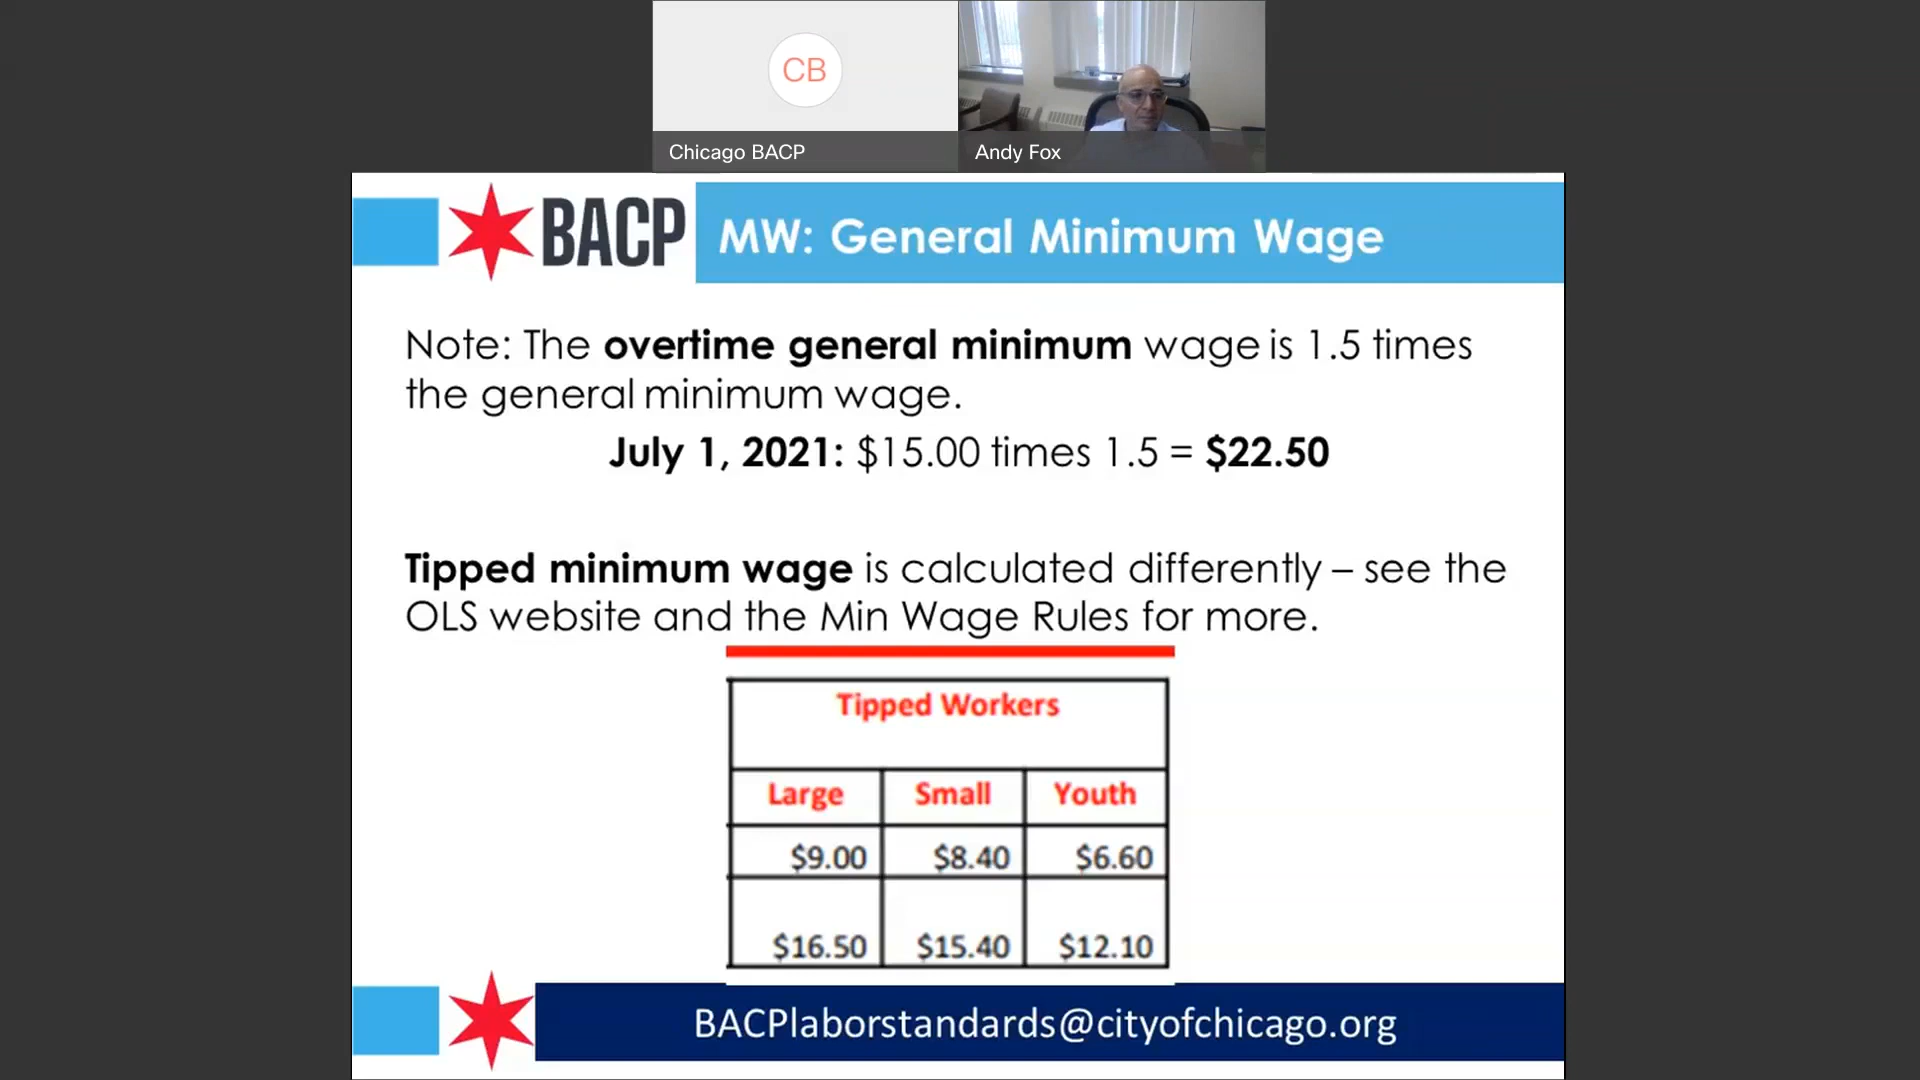 CB
Chicago BACP
Andy Fox
BACP
MW: General Minimum Wage
Note: The overtime general minimum wage is 1.5 times
the general minimum wage.
July 1, 2021: $15.00 times 1.5 = $22.50
Tipped minimum wage is calculated differently – see the
OLS website and the Min Wage Rules for more.
Tipped Workers
Large Small Youth
$9.00 $8.40 $6.60
$16.50 $15.40 $12.10
BACPlaborstandards@cityofchicago.org